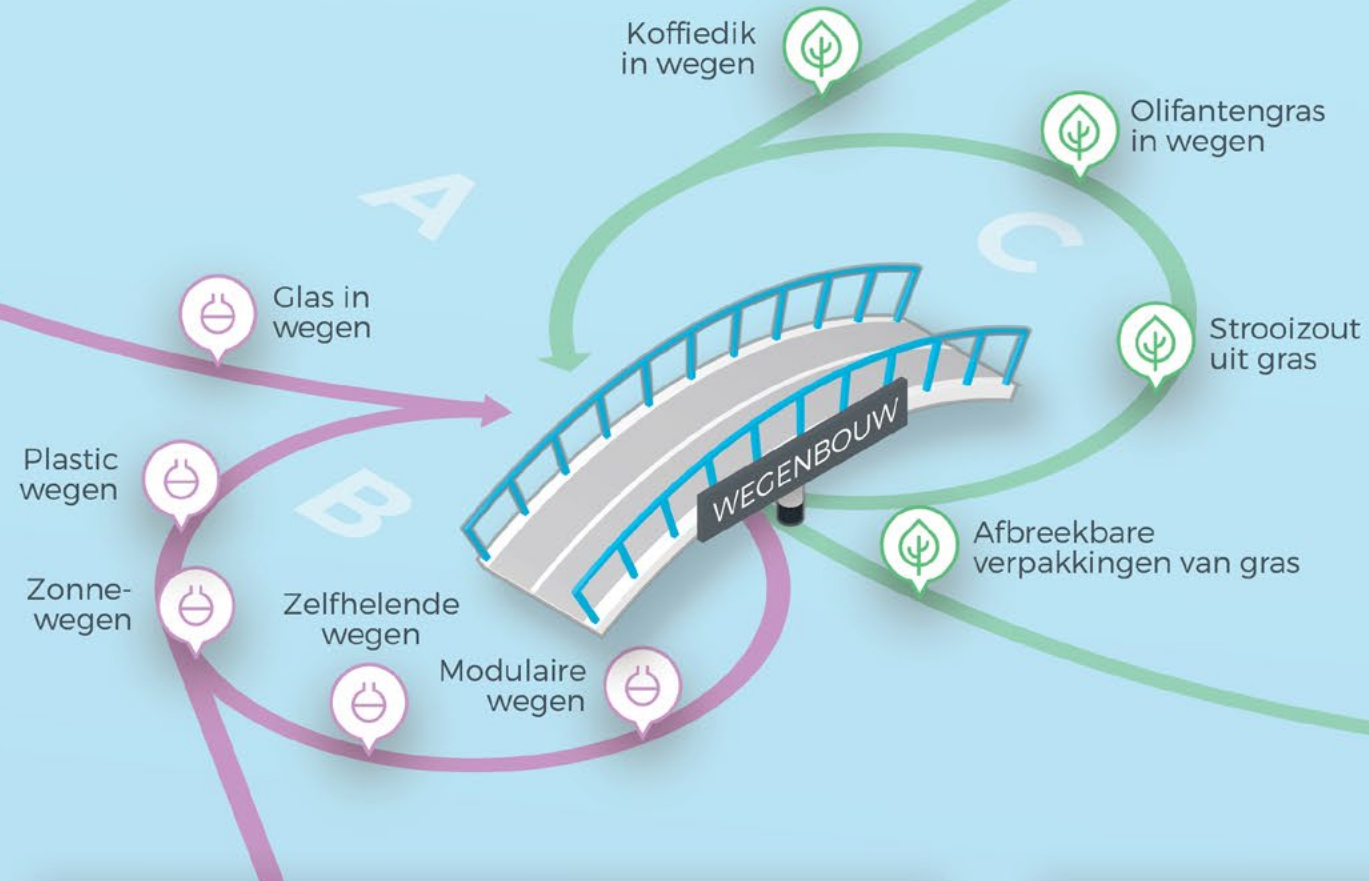 Koffiedik
in wegen
Olifantengras
in wegen
A
C
Glas in
wegen
Strooizout
uit gras
WEGENBOUW
Plastic
wegen
B
Afbreekbare
verpakkingen van gras
Zonne-
wegen
Zelfhelende
wegen
Modulaire
wegen